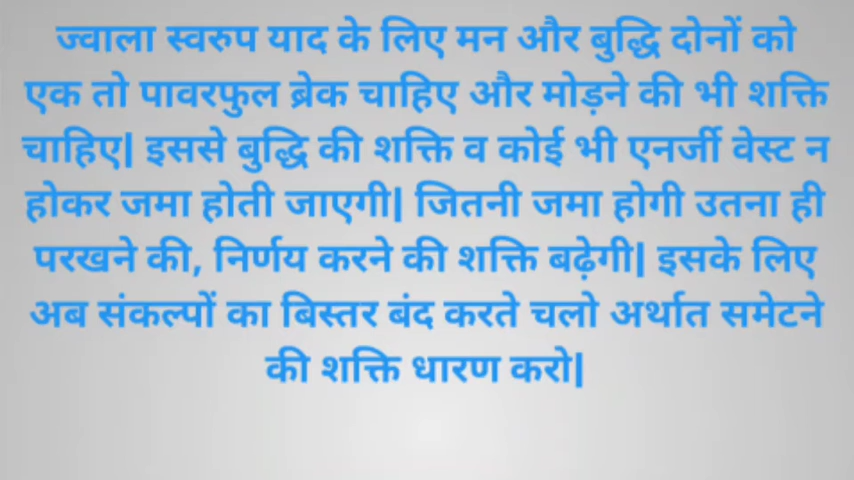 ज्वाला स्वरुप याद के लिए मन और बुद्धि दोनों को
एक तो पावरफुल ब्रेक चाहिए और मोड़ने की भी शक्ति
चाहिए| इससे बुद्धि की शक्ति व कोई भी एनर्जी वेस्ट न
होकर जमा होती जाएगी| जितनी जमा होगी उतना ही
परखने की, निर्णय करने की शक्ति बढ़ेगी| इसके लिए
अब संकल्पों का बिस्तर बंद करते चलो अर्थात समेटने
की शक्ति धारण करो|